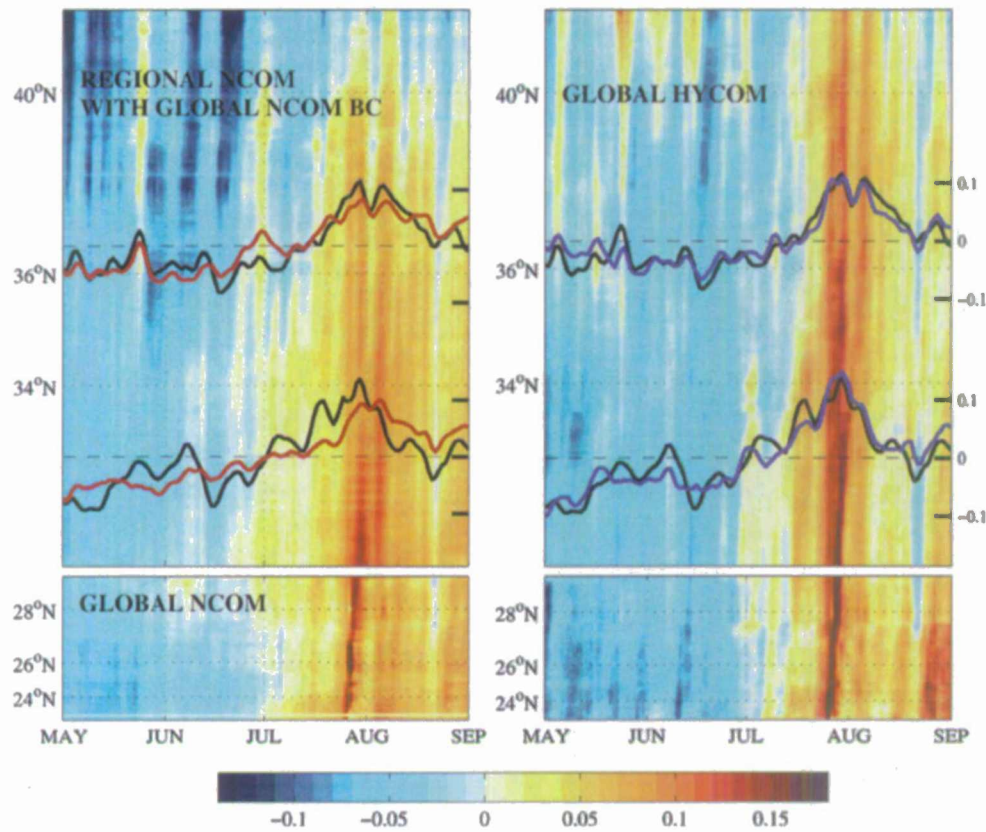 REGIONAL NCOM
WITH GLOBAL NCOM BC
40°N
36°N
34°N
GLOBAL NCOM
28°N
26°N
24°N
MAY JUN JUL AUG SEP
GLOBAL HYCOM
40°N
36°N
34°N
0.1
0
-0.1
0.1
0
-0.1
28°N
26°N
24°N
MAY JUN JUL AUG SEP
-0.1 -0.05 0 0.05 0.1 0.15